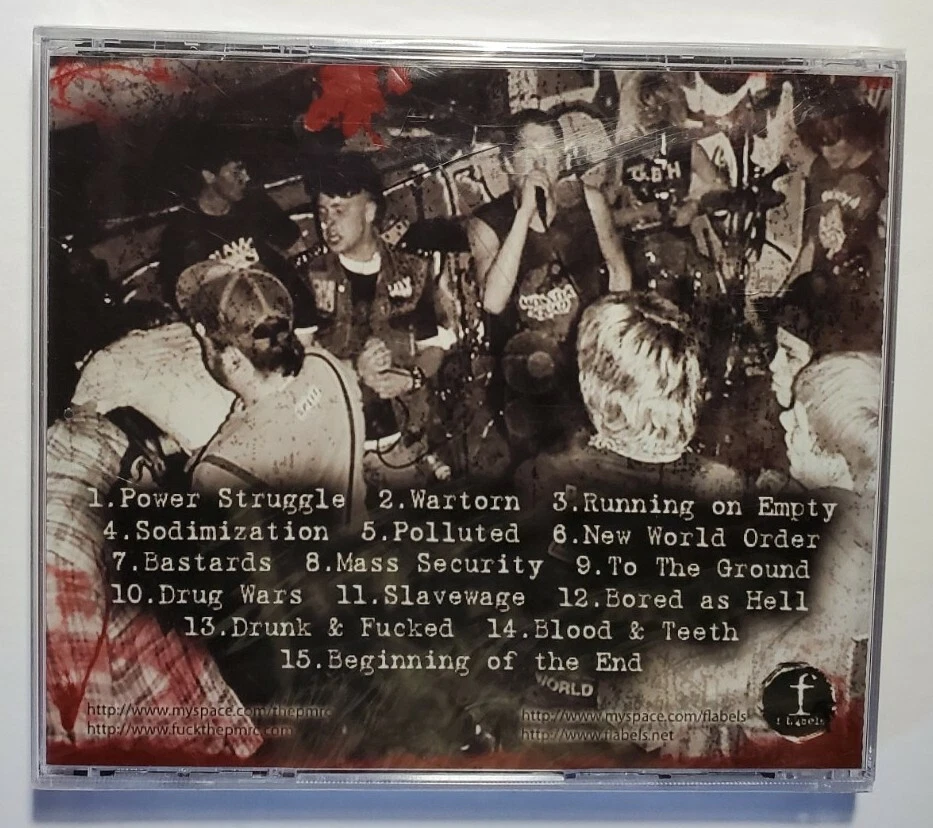 G.B.H
1.Power Struggle 2.Wartorn 3.Running on Empty
4.Sodimization 5.Polluted 6.New World Order
7.Bastards 8.Mass Security 9.To The Ground
10.Drug Wars 11.Slavewage 12.Bored as Hell
13.Drunk & Fucked 14.Blood & Teeth
15.Beginning of the End
WORLD
http://www.myspace.com/thepmrc http://www.myspace.com/flabels
http://www.fuckthepmrc.com http://www.flabels.net
f
f Labels